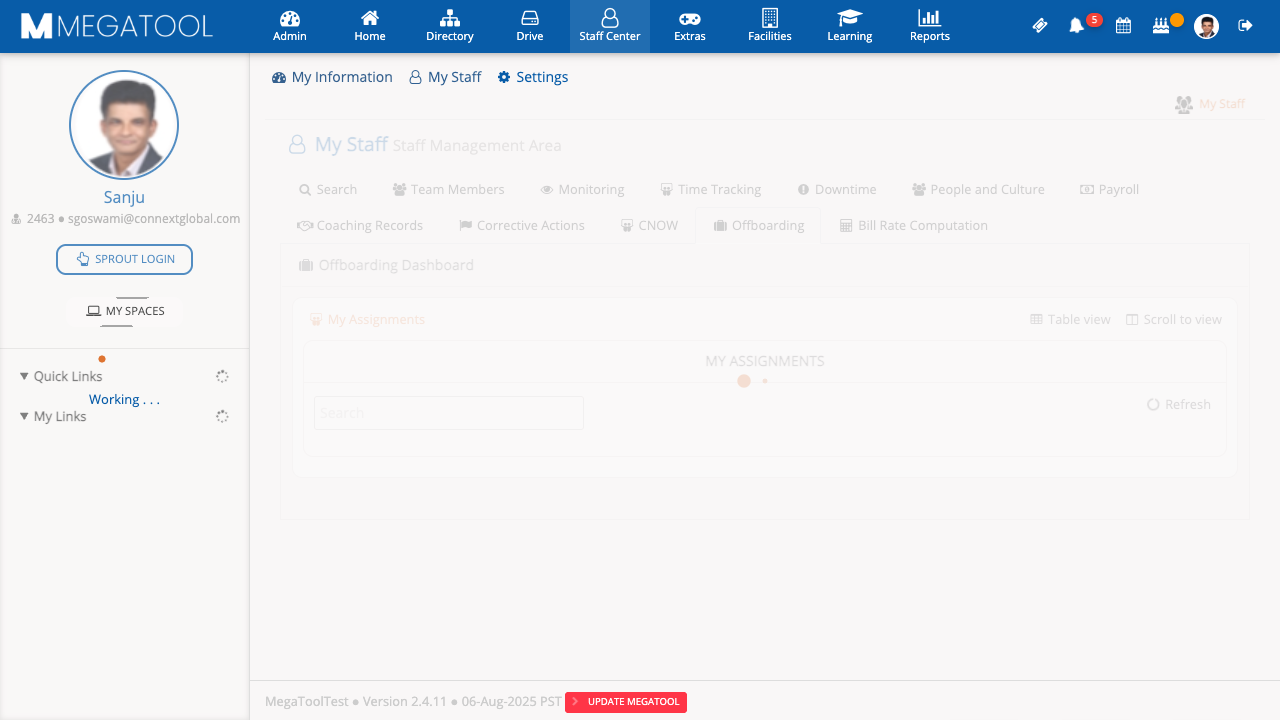 MEGATOOL
Admin
Home
Directory
Drive
Staff Center
Extras
Facilities
Learning
Reports
5
Sanju
2463 ● sgoswami@connextglobal.com
SPROUT LOGIN
MY SPACES
Quick Links
Working . . .
My Links
My Information
My Staff
Settings
My Staff
My Staff Staff Management Area
Search
Team Members
Monitoring
Time Tracking
Downtime
People and Culture
Payroll
Coaching Records
Corrective Actions
CNOW
Offboarding
Bill Rate Computation
Offboarding Dashboard
My Assignments
Table view
Scroll to view
MY ASSIGNMENTS
Search
Refresh
MegaToolTest ● Version 2.4.11 ● 06-Aug-2025 PST
UPDATE MEGATOOL